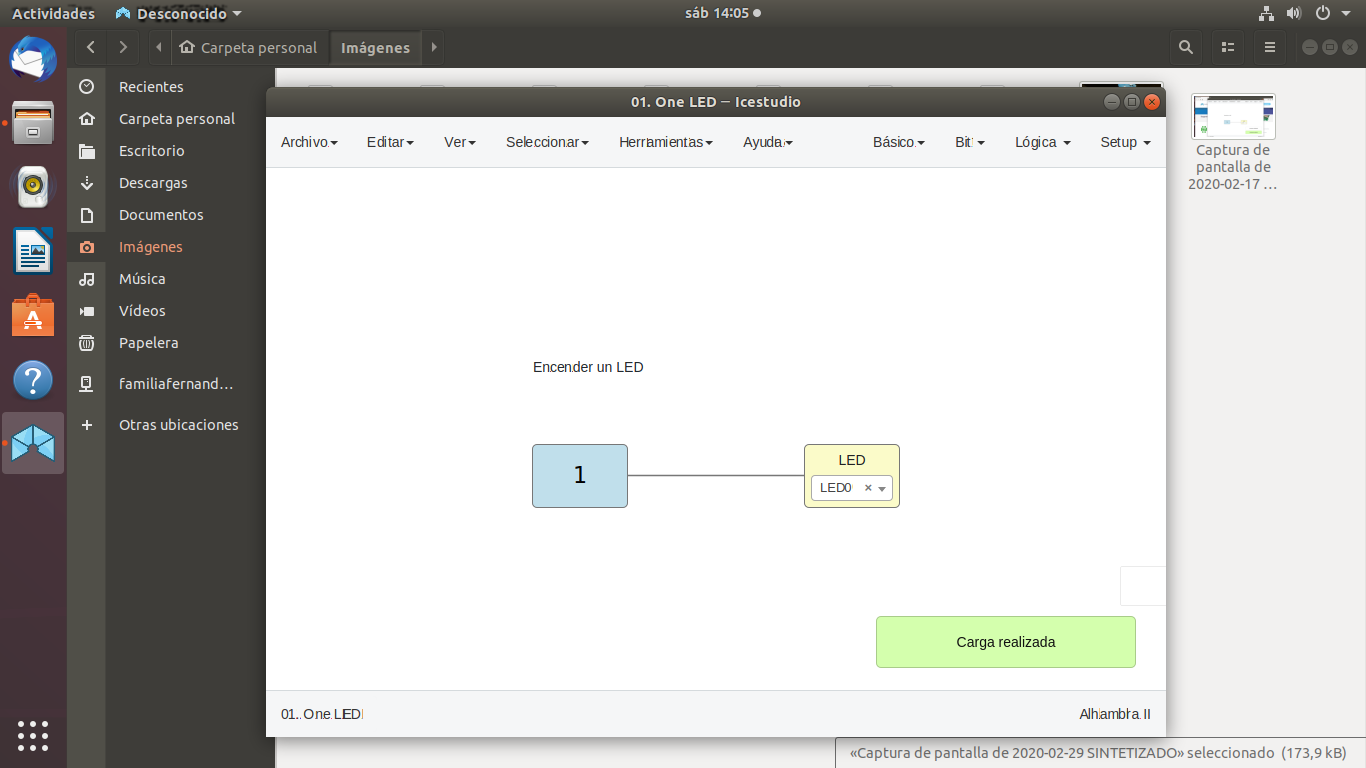 Actividades
Desconocido
sáb 14:05
Carpeta personal
Imágenes
Recientes
Carpeta personal
Escritorio
Descargas
Documentos
Imágenes
Música
Vídeos
Papelera
familiafernand…
Otras ubicaciones
01. One LED – Icestudio
Archivo
Editar
Ver
Seleccionar
Herramientas
Ayuda
Básico
Bit
Lógica
Setup
Encender un LED
1
LED
LED0
×
Carga realizada
01. One LED
Alhambra II
Captura de
pantalla de
2020-02-17 …
«Captura de pantalla de 2020-02-29 SINTETIZADO» seleccionado (173,9 kB)